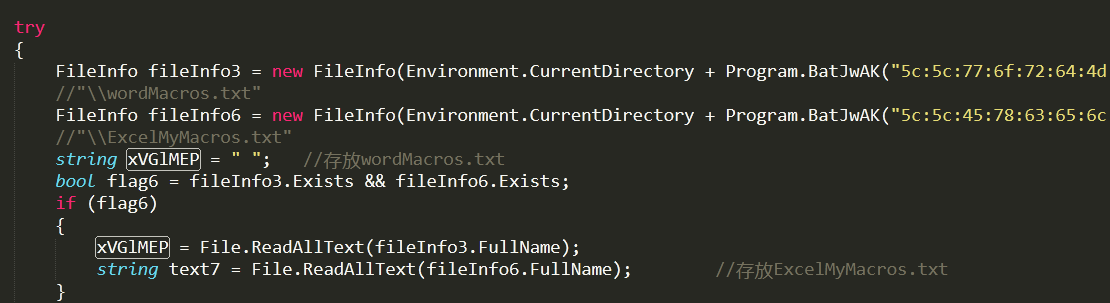 try
{
FileInfo fileInfo3 = new FileInfo(Environment.CurrentDirectory + Program.BatJwAK("5c:5c:77:6f:72:64:4d
//"\\wordMacros.txt"
FileInfo fileInfo6 = new FileInfo(Environment.CurrentDirectory + Program.BatJwAK("5c:5c:45:78:63:65:6c
//"\\ExcelMyMacros.txt"
string xVGlMEP = " ";   //存放wordMacros.txt
bool flag6 = fileInfo3.Exists && fileInfo6.Exists;
if (flag6)
{
xVGlMEP = File.ReadAllText(fileInfo3.FullName);
string text7 = File.ReadAllText(fileInfo6.FullName);        //存放ExcelMyMacros.txt
}